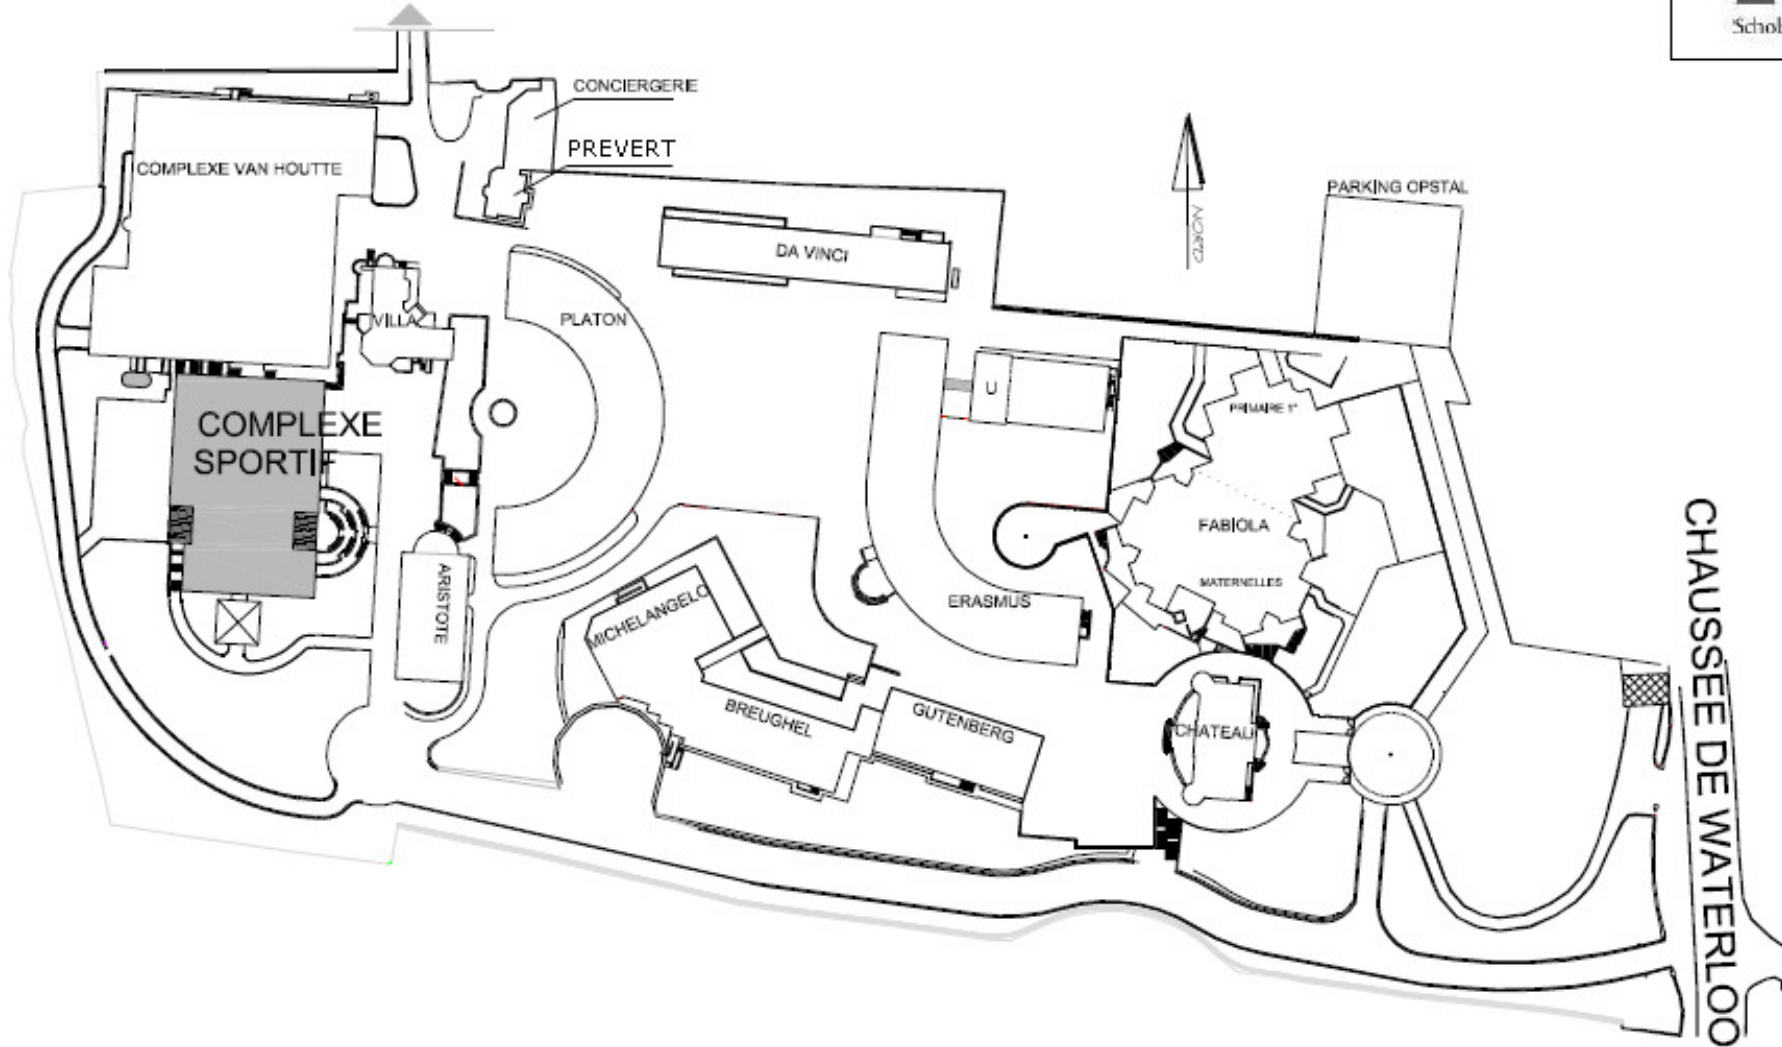 CONCIERGERIE
PREVERT
COMPLEXE VAN HOUTTE
PARKING OPSTAL
NORD
DA VINCI
VILLA
PLATON
U
PRIMAIRE 1°
COMPLEXE
SPORTIF
FABIOLA
MATERNELLES
ARISTOTE
MICHELANGELO
ERASMUS
BREUGHEL
GUTENBERG
CHATEAU
CHAUSSEE DE WATERLOO